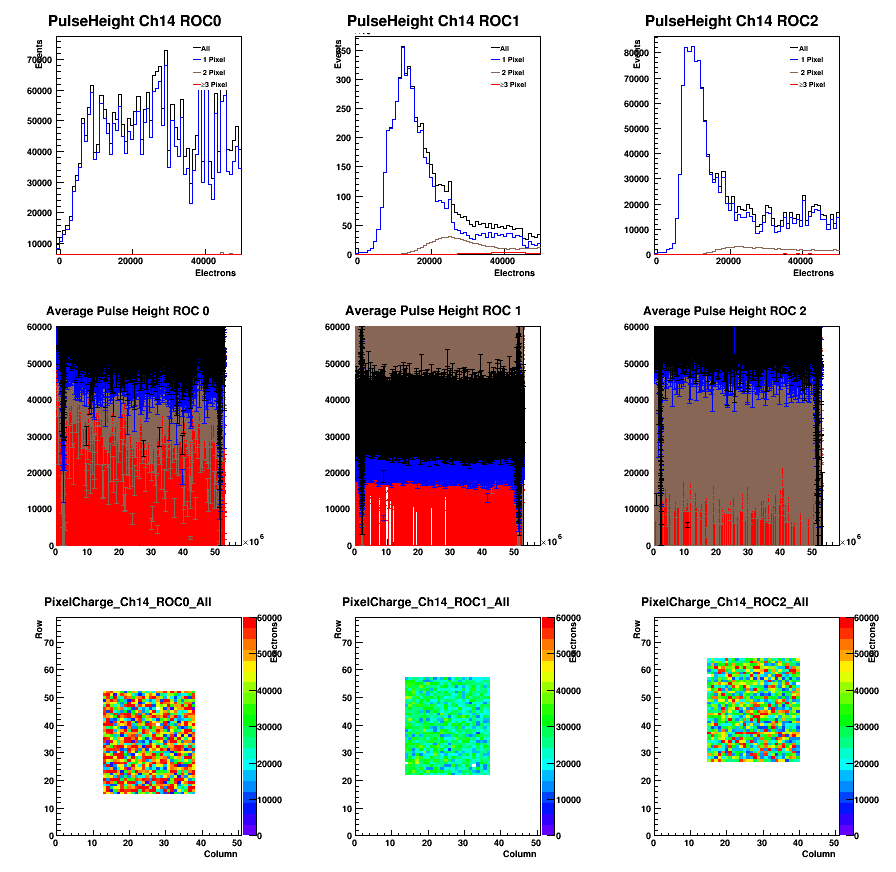 PulseHeight Ch14 ROC0
Events
All
1 Pixel
2 Pixel
≥3 Pixel
80000
70000
60000
50000
40000
30000
20000
10000
0
20000
40000
Electrons
PulseHeight Ch14 ROC1
Events
All
1 Pixel
2 Pixel
≥3 Pixel
350
300
250
200
150
100
50
0
0
20000
40000
Electrons
PulseHeight Ch14 ROC2
Events
All
1 Pixel
2 Pixel
≥3 Pixel
80000
70000
60000
50000
40000
30000
20000
10000
0
0
20000
40000
Electrons
Average Pulse Height ROC 0
60000
50000
40000
30000
20000
10000
0
0 10 20 30 40 50
×10⁶
Average Pulse Height ROC 1
60000
50000
40000
30000
20000
10000
0
0 10 20 30 40 50
×10⁶
Average Pulse Height ROC 2
60000
50000
40000
30000
20000
10000
0
0 10 20 30 40 50
×10⁶
PixelCharge_Ch14_ROC0_All
Row
70
60
50
40
30
20
10
0
0 10 20 30 40 50
Column
60000
50000
40000
30000
20000
10000
0
Electrons
PixelCharge_Ch14_ROC1_All
Row
70
60
50
40
30
20
10
0
0 10 20 30 40 50
Column
60000
50000
40000
30000
20000
10000
0
Electrons
PixelCharge_Ch14_ROC2_All
Row
70
60
50
40
30
20
10
0
0 10 20 30 40 50
Column
60000
50000
40000
30000
20000
10000
0
Electrons